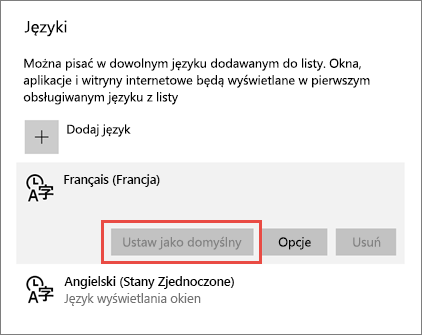 Języki
Można pisać w dowolnym języku dodawanym do listy. Okna,
aplikacje i witryny internetowe będą wyświetlane w pierwszym
obsługiwanym języku z listy
Dodaj język
Français (Francja)
Ustaw jako domyślny
Opcje
Usuń
Angielski (Stany Zjednoczone)
Język wyświetlania okien